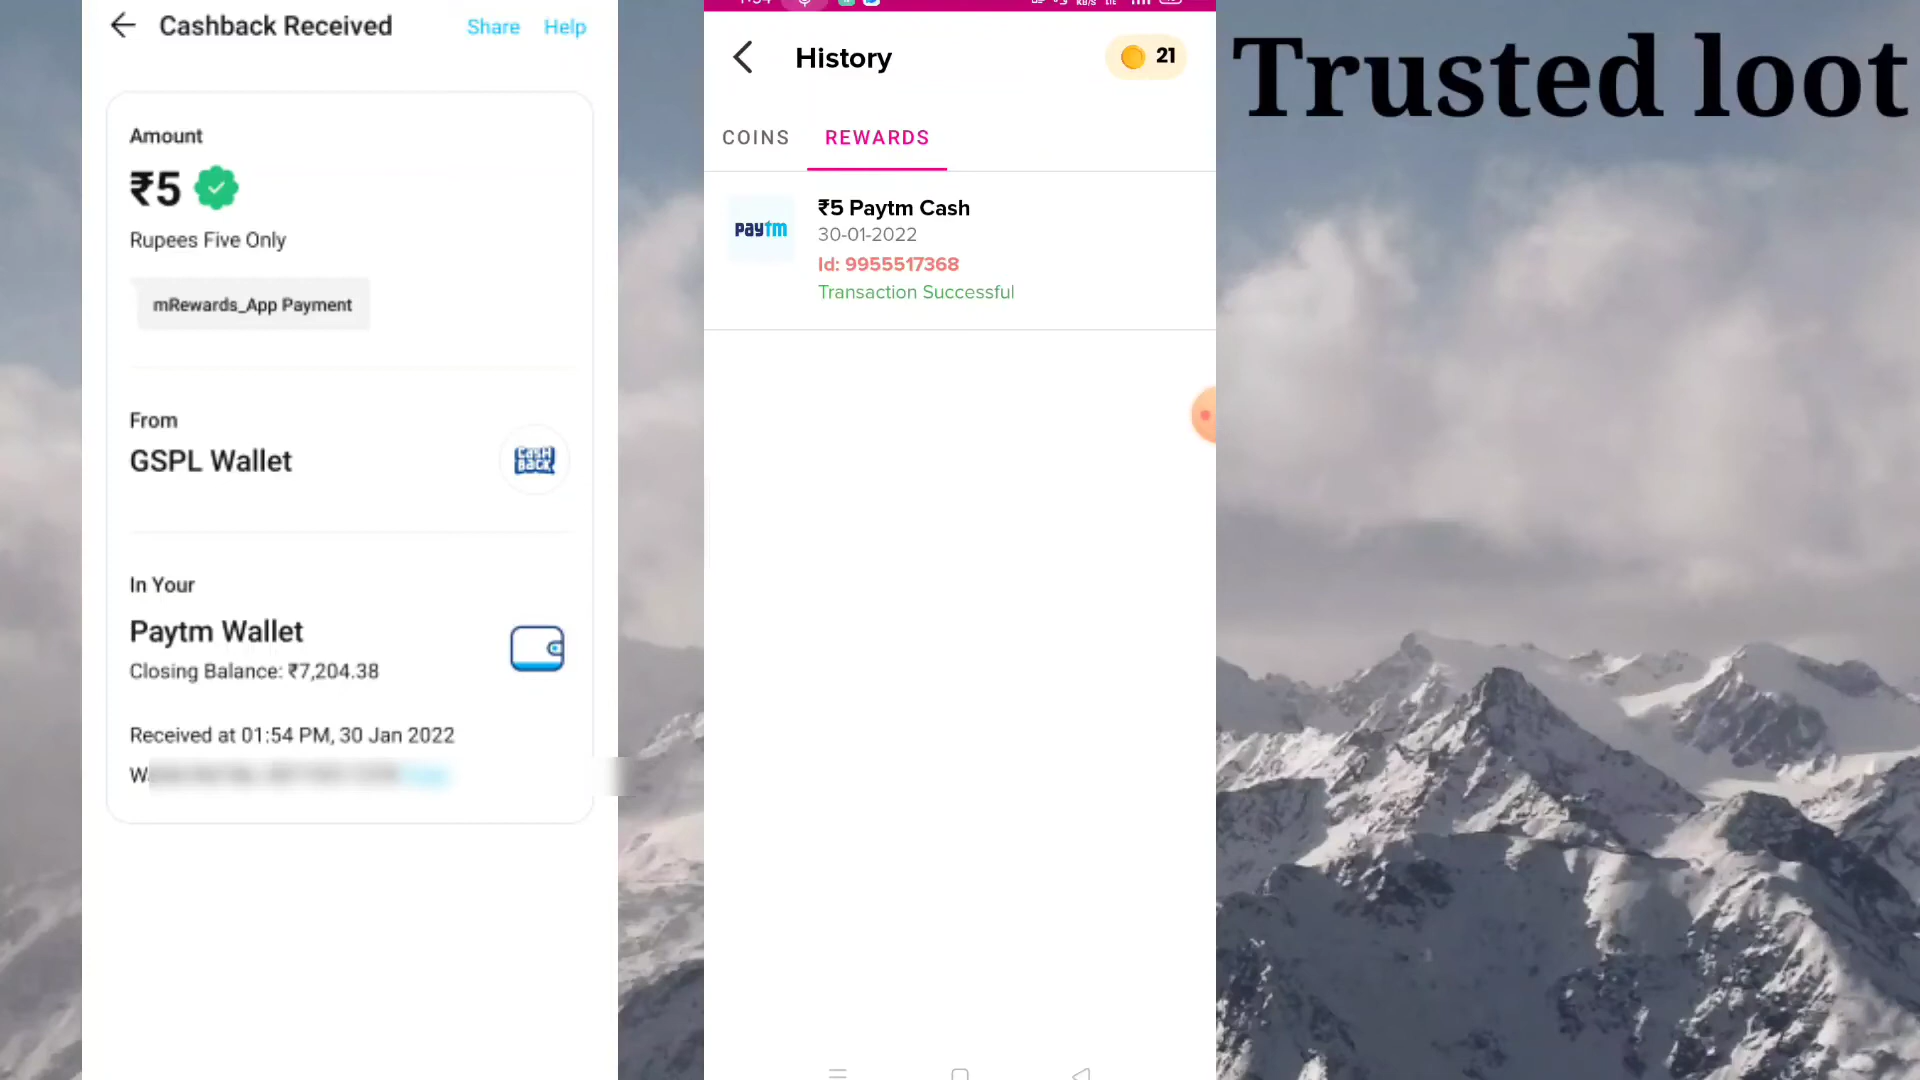 Cashback Received
Share
Help
Amount
₹5
Rupees Five Only
mRewards_App Payment
From
GSPL Wallet
CASH
BACK
In Your
Paytm Wallet
Closing Balance: ₹7,204.38
Received at 01:54 PM, 30 Jan 2022
W
History
21
COINS
REWARDS
paytm
₹5 Paytm Cash
30-01-2022
Id: 9955517368
Transaction Successful
Trusted loot